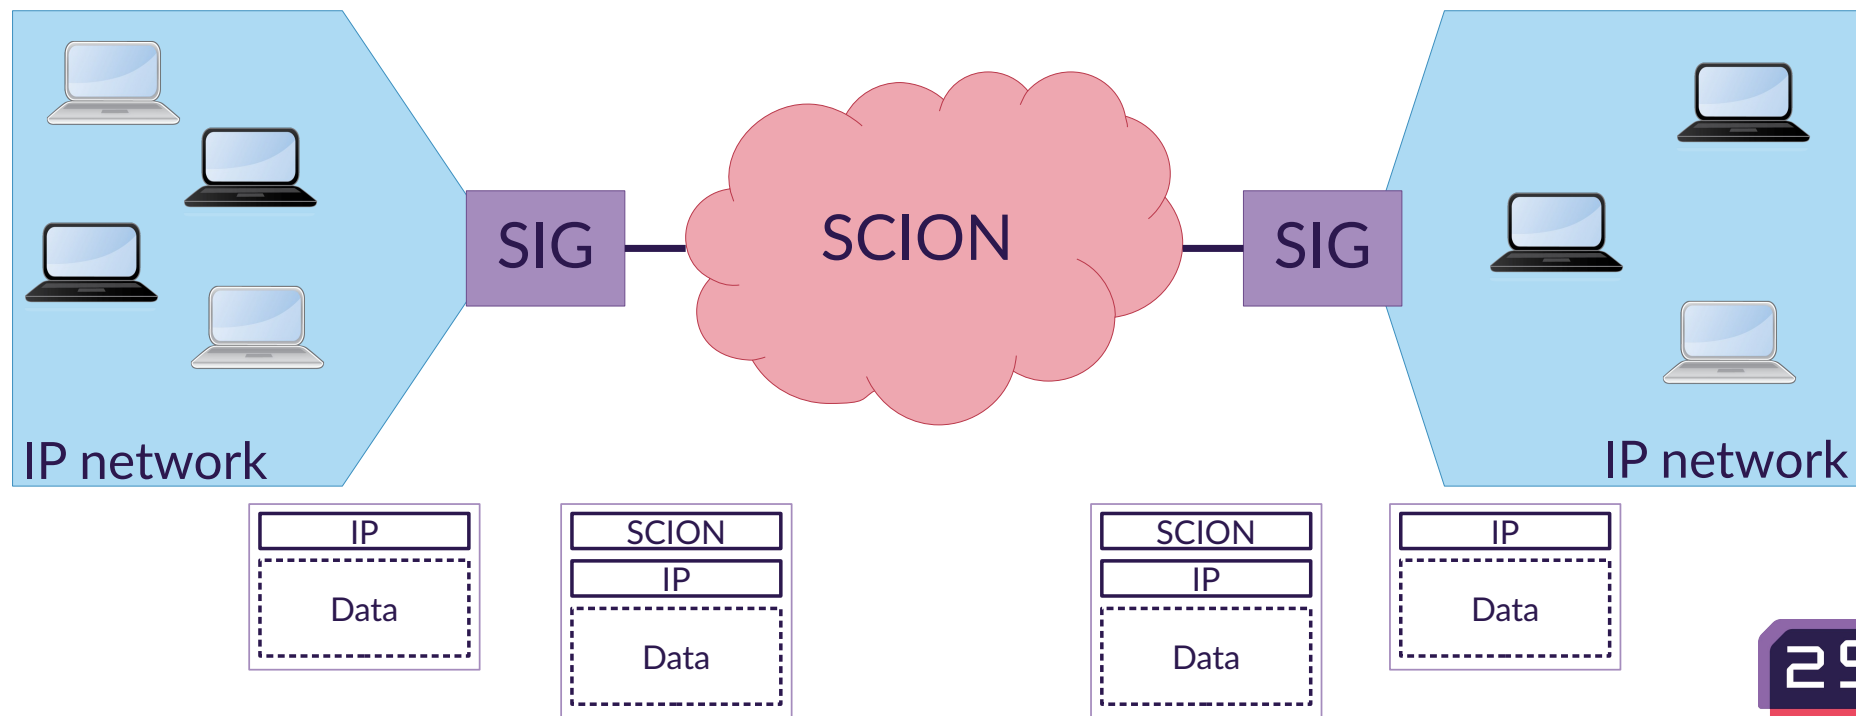 SIG
SCION
SIG
IP network
IP network
IP
Data
SCION
IP
Data
SCION
IP
Data
IP
Data